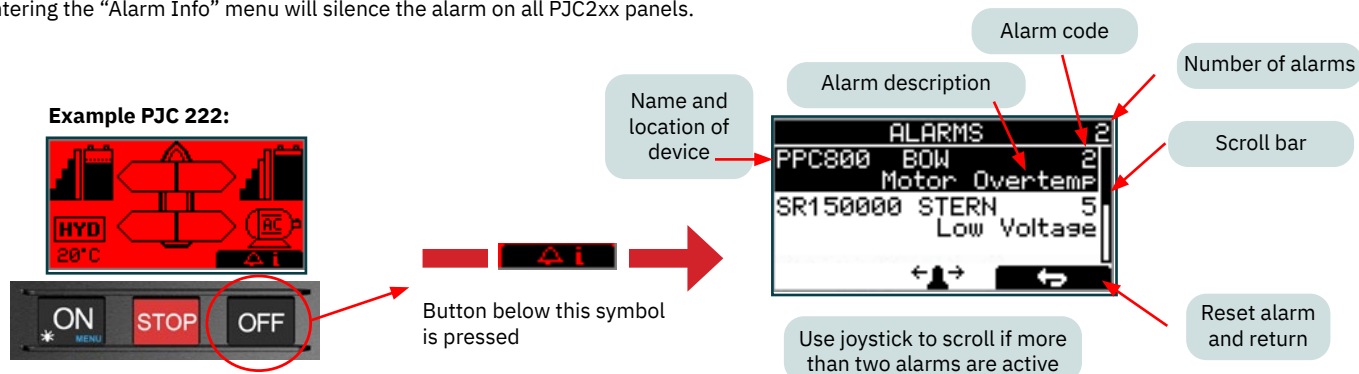 ntering the “Alarm Info” menu will silence the alarm on all PJC2xx panels.
Alarm code
Number of alarms
Alarm description
Name and
location of
device
Example PJC 222:
Scroll bar
ALARMS 2
PPC800 BOW 2
Motor Overtemp
SR150000 STERN 5
Low Voltage
HYD
AC
20°C
i
i
Button below this symbol
is pressed
ON
MENU
STOP
OFF
Reset alarm
and return
Use joystick to scroll if more
than two alarms are active